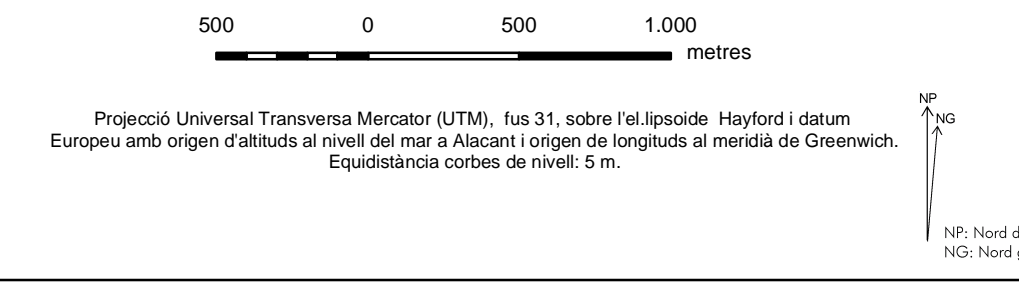 500 0 500 1.000
metres
Projecció Universal Transversa Mercator (UTM), fus 31, sobre l'el.lipsoide Hayford i datum
Europeu amb origen d'altituds al nivell del mar a Alacant i origen de longituds al meridià de Greenwich.
Equidistància corbes de nivell: 5 m.
NP
NG
NP: Nord d
NG: Nord g